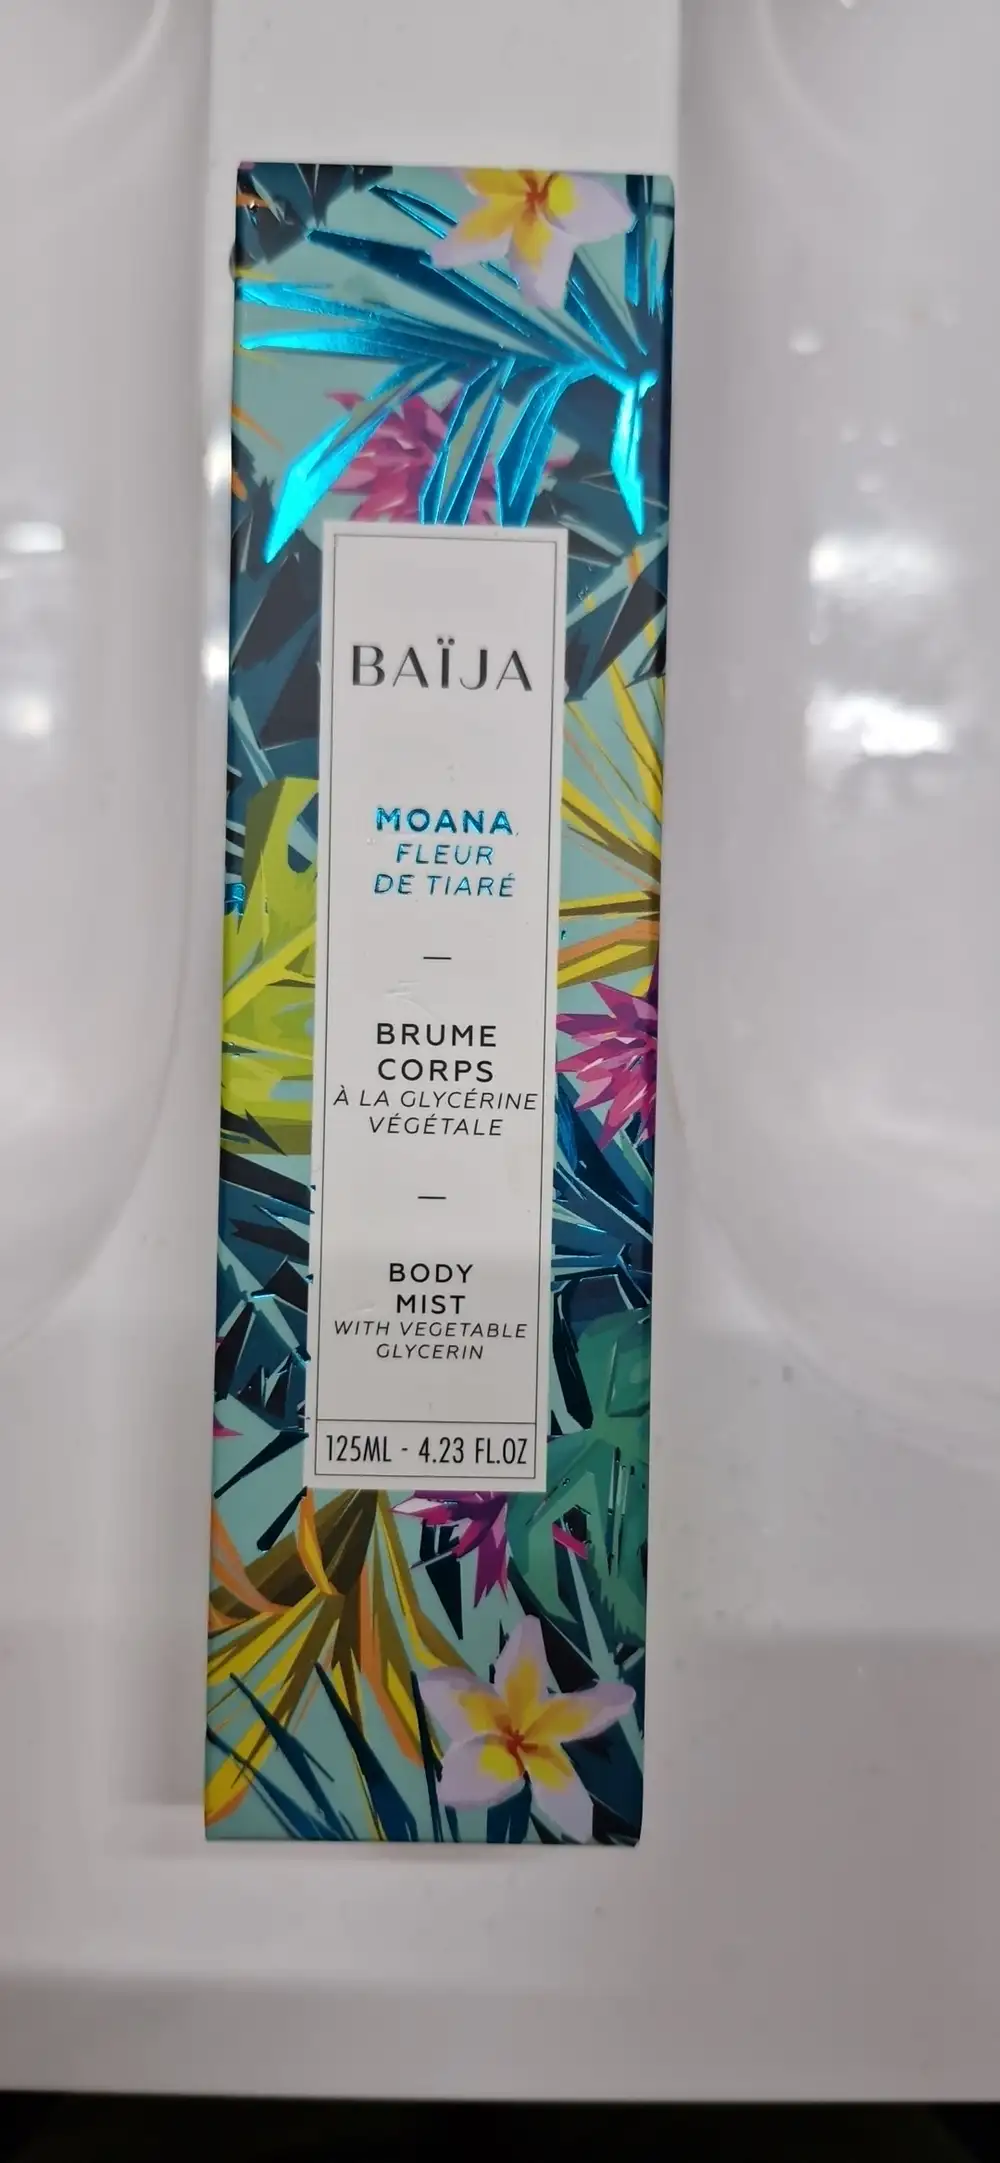 BAÏJA
MOANA
FLEUR
DE TIARÉ
BRUME
CORPS
À LA GLYCÉRINE
VÉGÉTALE
BODY
MIST
WITH VEGETABLE
GLYCERIN
125ML - 4.23 FL.OZ